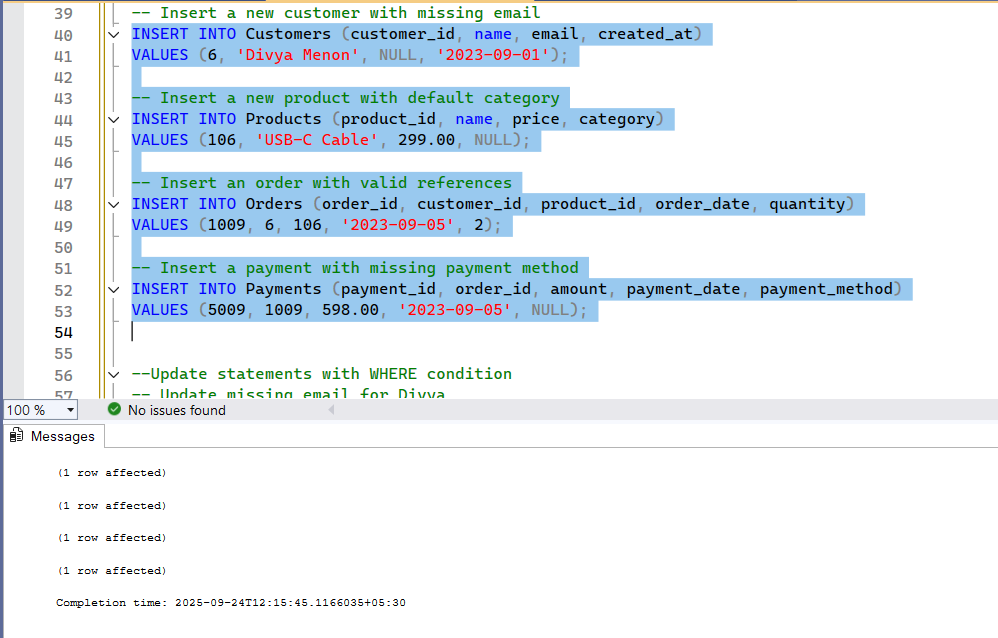 39 -- Insert a new customer with missing email
40 INSERT INTO Customers (customer_id, name, email, created_at)
41 VALUES (6, 'Divya Menon', NULL, '2023-09-01');
42
43 -- Insert a new product with default category
44 INSERT INTO Products (product_id, name, price, category)
45 VALUES (106, 'USB-C Cable', 299.00, NULL);
46
47 -- Insert an order with valid references
48 INSERT INTO Orders (order_id, customer_id, product_id, order_date, quantity)
49 VALUES (1009, 6, 106, '2023-09-05', 2);
50
51 -- Insert a payment with missing payment method
52 INSERT INTO Payments (payment_id, order_id, amount, payment_date, payment_method)
53 VALUES (5009, 1009, 598.00, '2023-09-05', NULL);
54
55
56 --Update statements with WHERE condition
57 -- Update missing email for Divya
100 % No issues found
Messages
(1 row affected)
(1 row affected)
(1 row affected)
(1 row affected)
Completion time: 2025-09-24T12:15:45.1166035+05:30